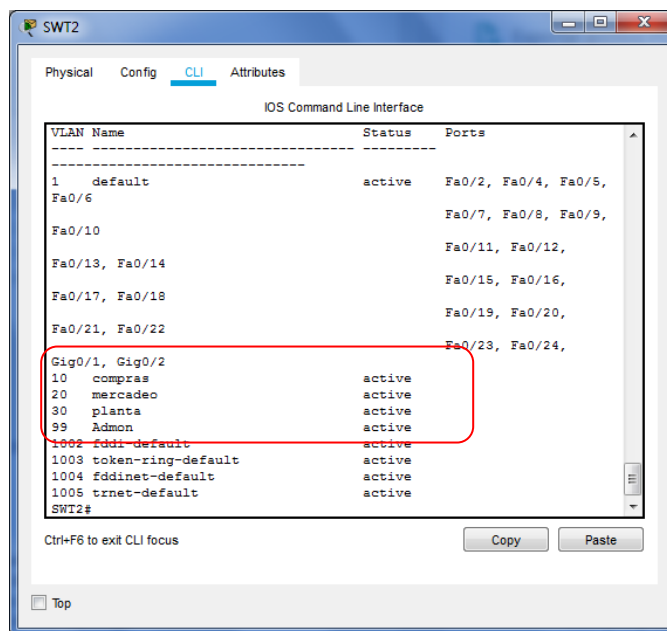 SWT2
Physical Config CLI Attributes
IOS Command Line Interface
VLAN Name Status Ports
---- -------------------------------- ---------
-------------------------------
1 default active Fa0/2, Fa0/4, Fa0/5,
Fa0/6
Fa0/7, Fa0/8, Fa0/9,
Fa0/10
Fa0/11, Fa0/12,
Fa0/13, Fa0/14
Fa0/15, Fa0/16,
Fa0/17, Fa0/18
Fa0/19, Fa0/20,
Fa0/21, Fa0/22
Fa0/23, Fa0/24,
Gig0/1, Gig0/2
10 compras active
20 mercadeo active
30 planta active
99 Admon active
1002 fddi-default active
1003 token-ring-default active
1004 fddinet-default active
1005 trnet-default active
SWT2#
Ctrl+F6 to exit CLI focus
Copy Paste
Top